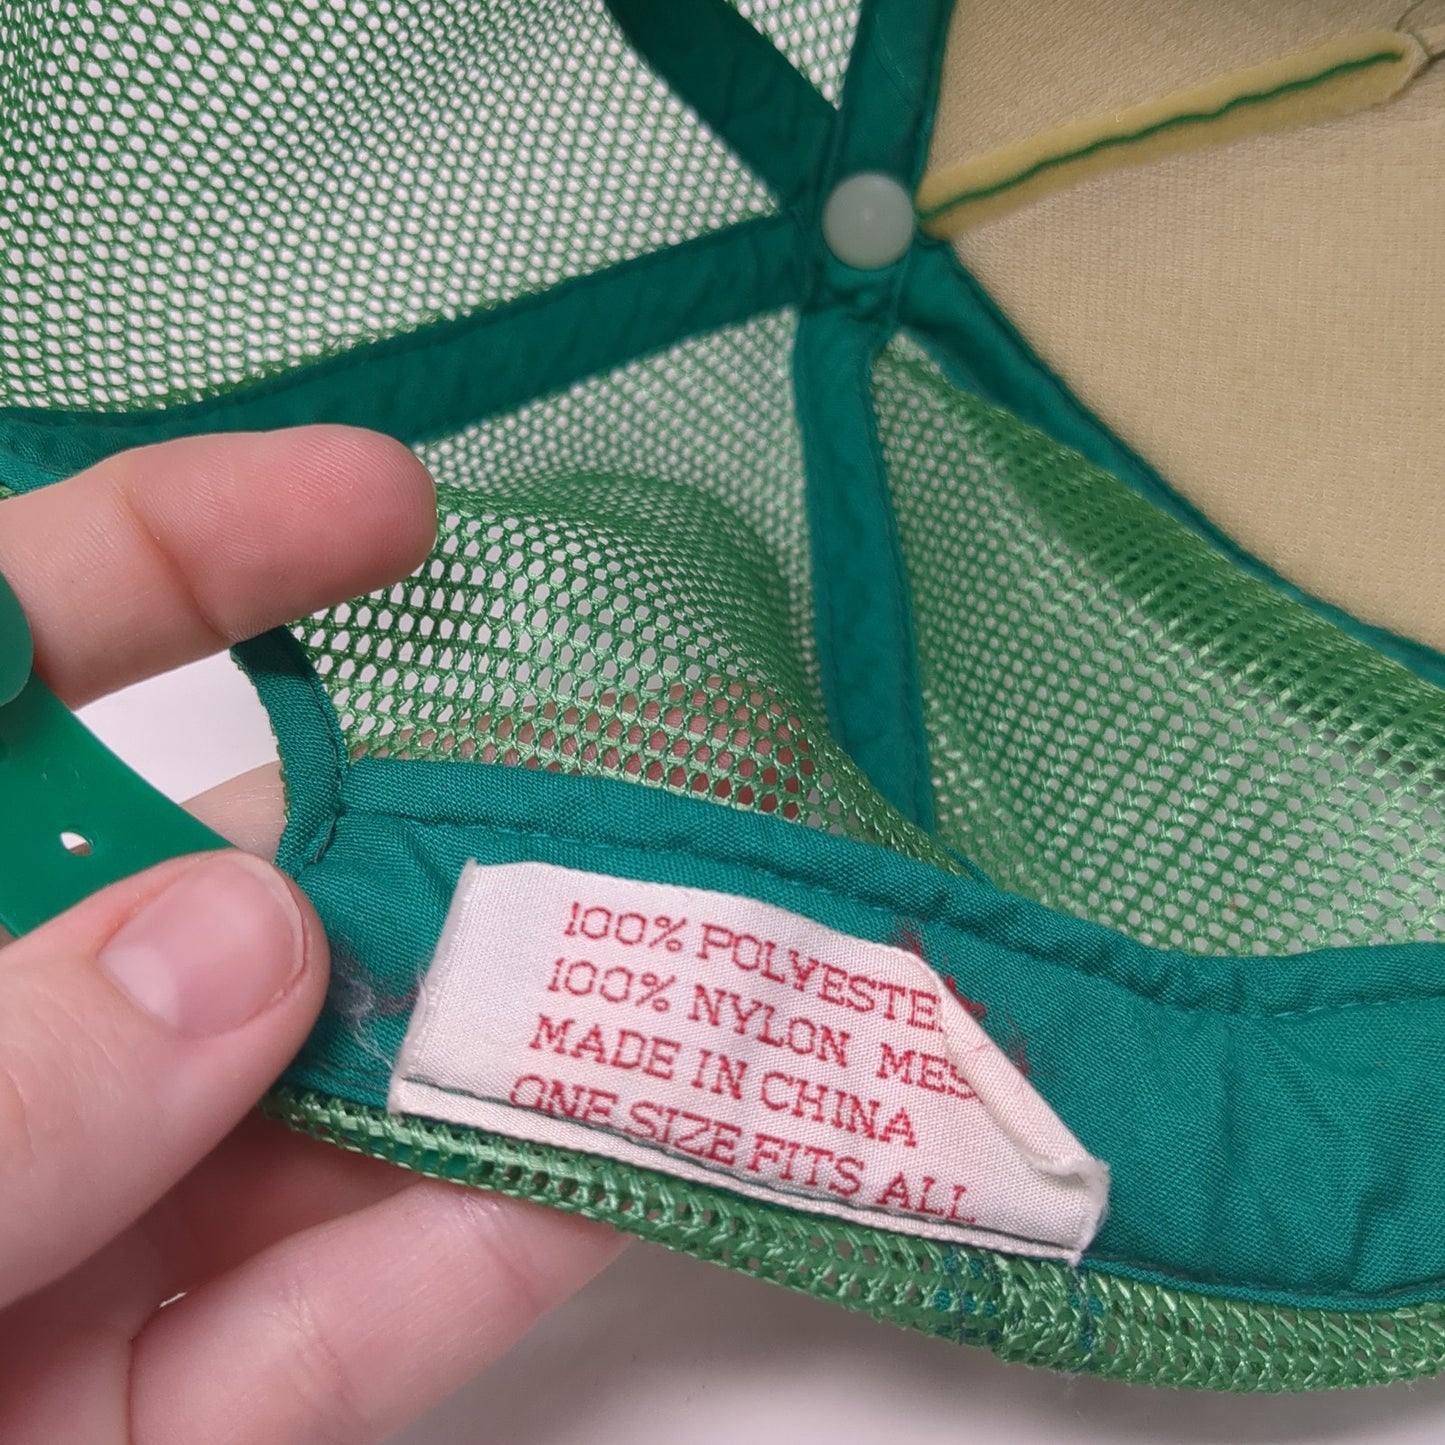 100% POLYESTE
100% NYLON MES
MADE IN CHINA
ONE SIZE FITS ALL